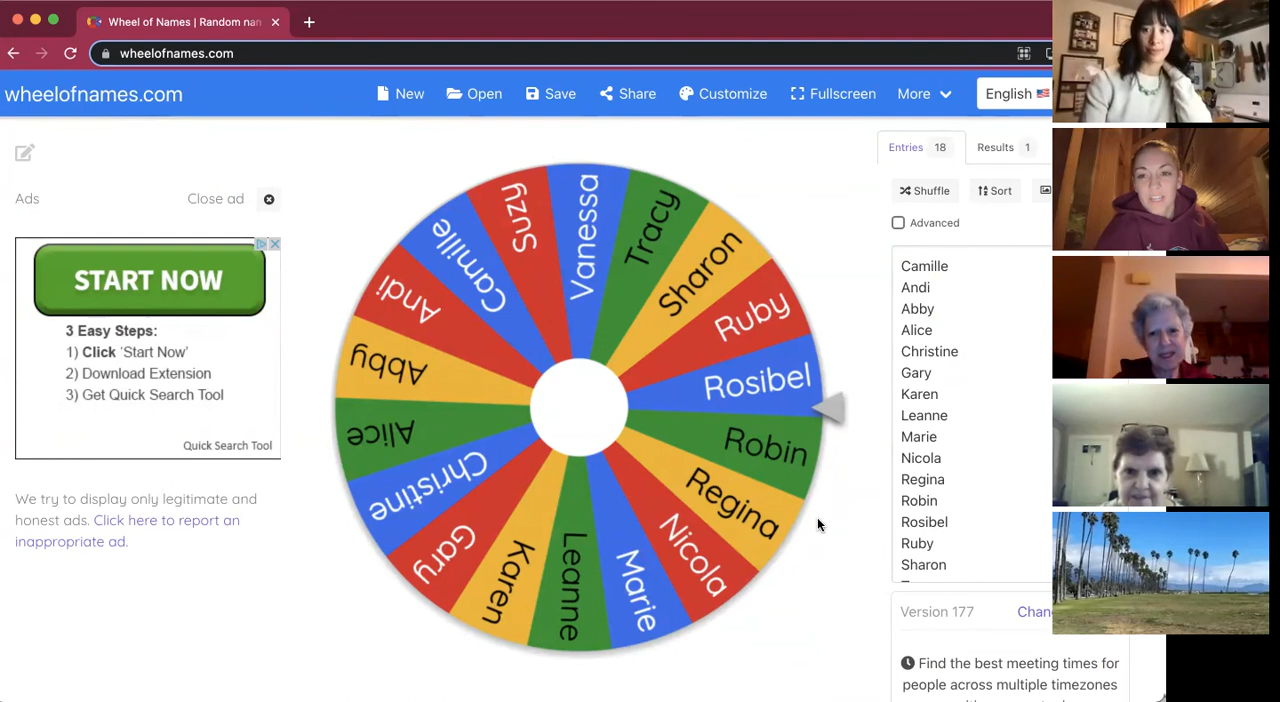 Wheel of Names | Random nan
wheelofnames.com
wheelofnames.com
New
Open
Save
Share
Customize
Fullscreen
More
English
Ads
Close ad
START NOW
3 Easy Steps:
1) Click 'Start Now'
2) Download Extension
3) Get Quick Search Tool
Quick Search Tool
We try to display only legitimate and
honest ads. Click here to report an
inappropriate ad.
Vanessa
Tracy
Sharon
Ruby
Rosibel
Robin
Regina
Nicola
Marie
Leanne
Karen
Gary
Christine
Alice
Abby
Andi
Camille
Suzy
Entries 18
Results 1
Shuffle
Sort
Advanced
Camille
Andi
Abby
Alice
Christine
Gary
Karen
Leanne
Marie
Nicola
Regina
Robin
Rosibel
Ruby
Sharon
Version 177
Chan
Find the best meeting times for
people across multiple timezones